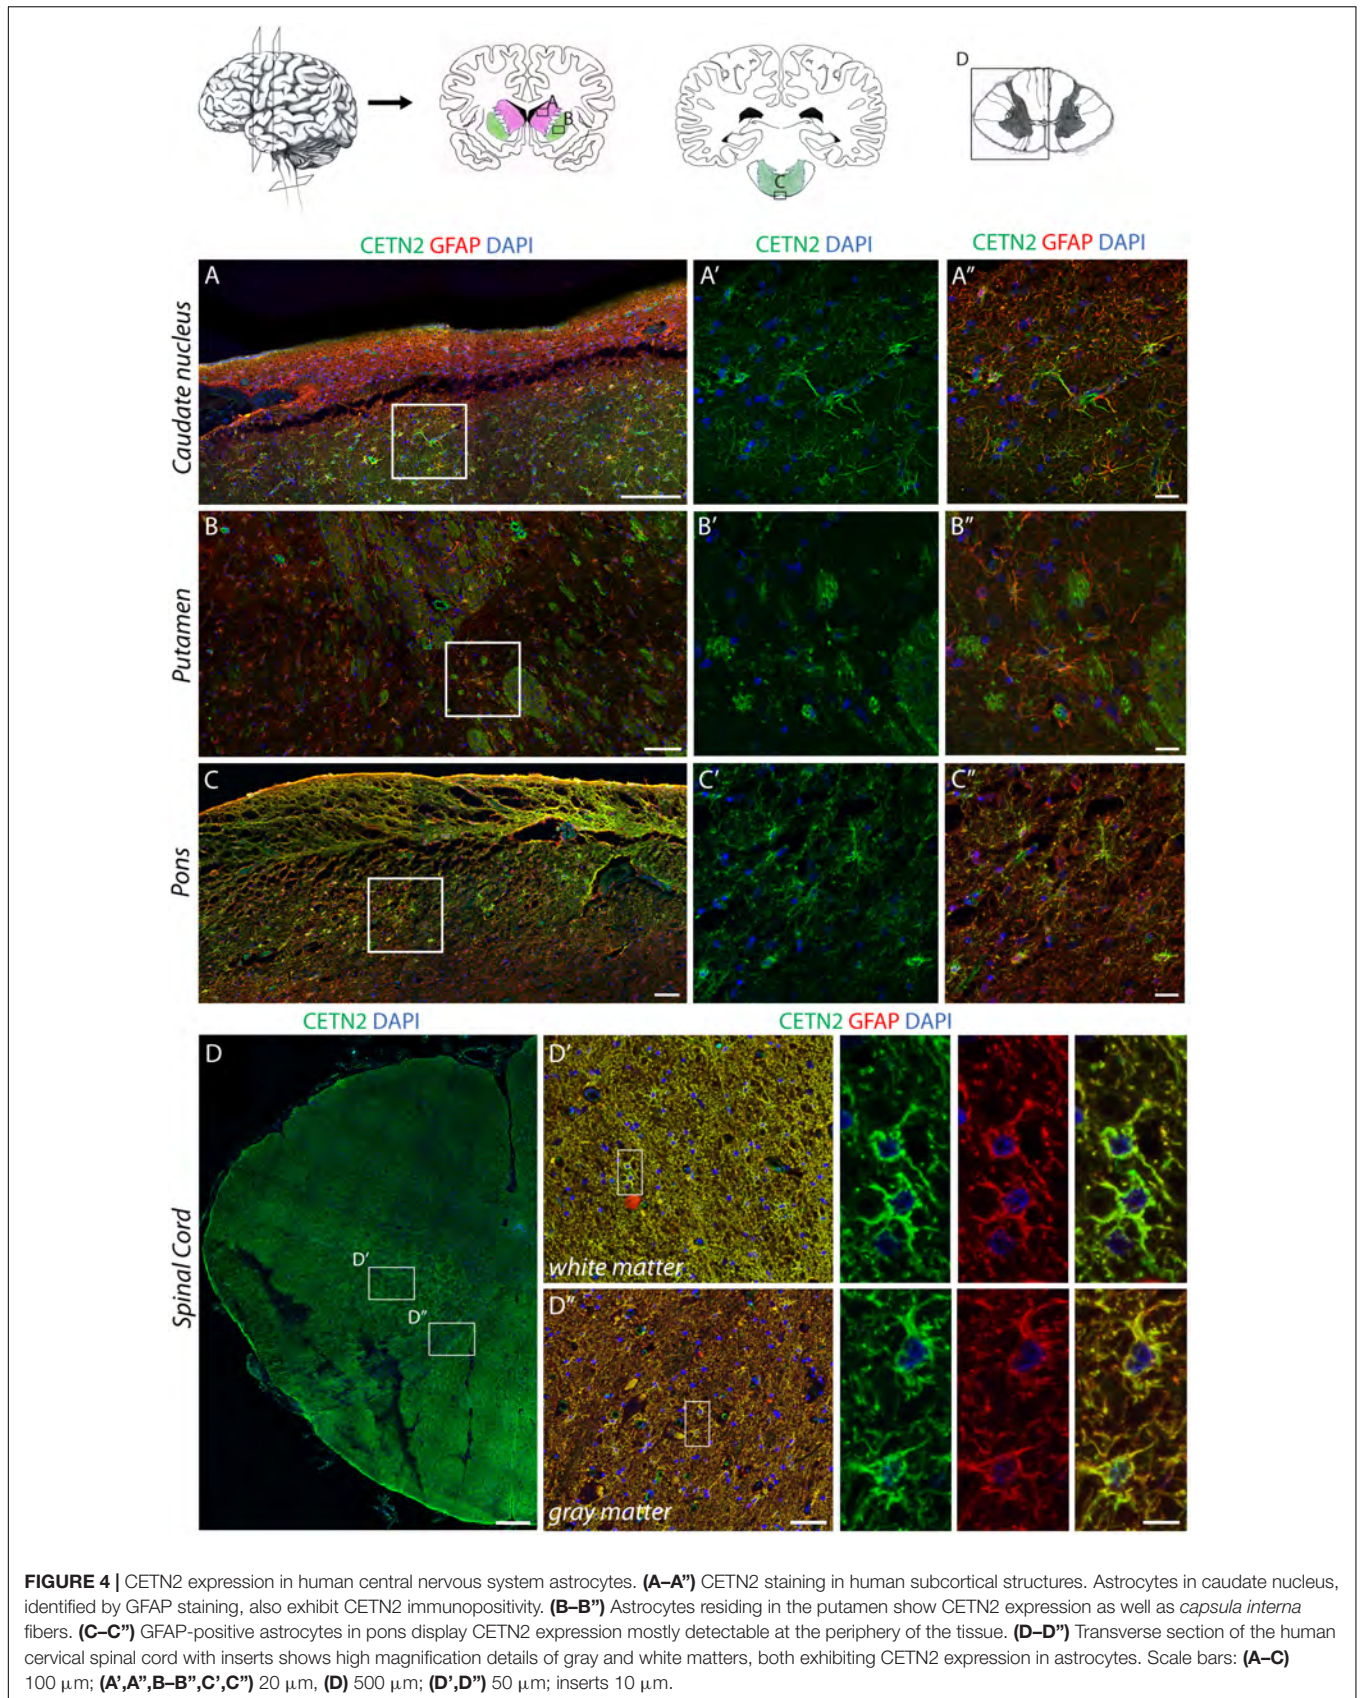 D
A
B
C
CETN2 GFAP DAPI
CETN2 DAPI
CETN2 GFAP DAPI
Caudate nucleus
A
A'
A"
Putamen
B
B'
B"
Pons
C
C'
C"
CETN2 DAPI
CETN2 GFAP DAPI
Spinal Cord
D
D'
D"
D'
white matter
D"
gray matter
FIGURE 4 | CETN2 expression in human central nervous system astrocytes. (A–A”) CETN2 staining in human subcortical structures. Astrocytes in caudate nucleus,
identified by GFAP staining, also exhibit CETN2 immunopositivity. (B–B”) Astrocytes residing in the putamen show CETN2 expression as well as capsula interna
fibers. (C–C”) GFAP-positive astrocytes in pons display CETN2 expression mostly detectable at the periphery of the tissue. (D–D”) Transverse section of the human
cervical spinal cord with inserts shows high magnification details of gray and white matters, both exhibiting CETN2 expression in astrocytes. Scale bars: (A–C)
100 μm; (A’,A”,B–B”,C’,C”) 20 μm, (D) 500 μm; (D’,D”) 50 μm; inserts 10 μm.